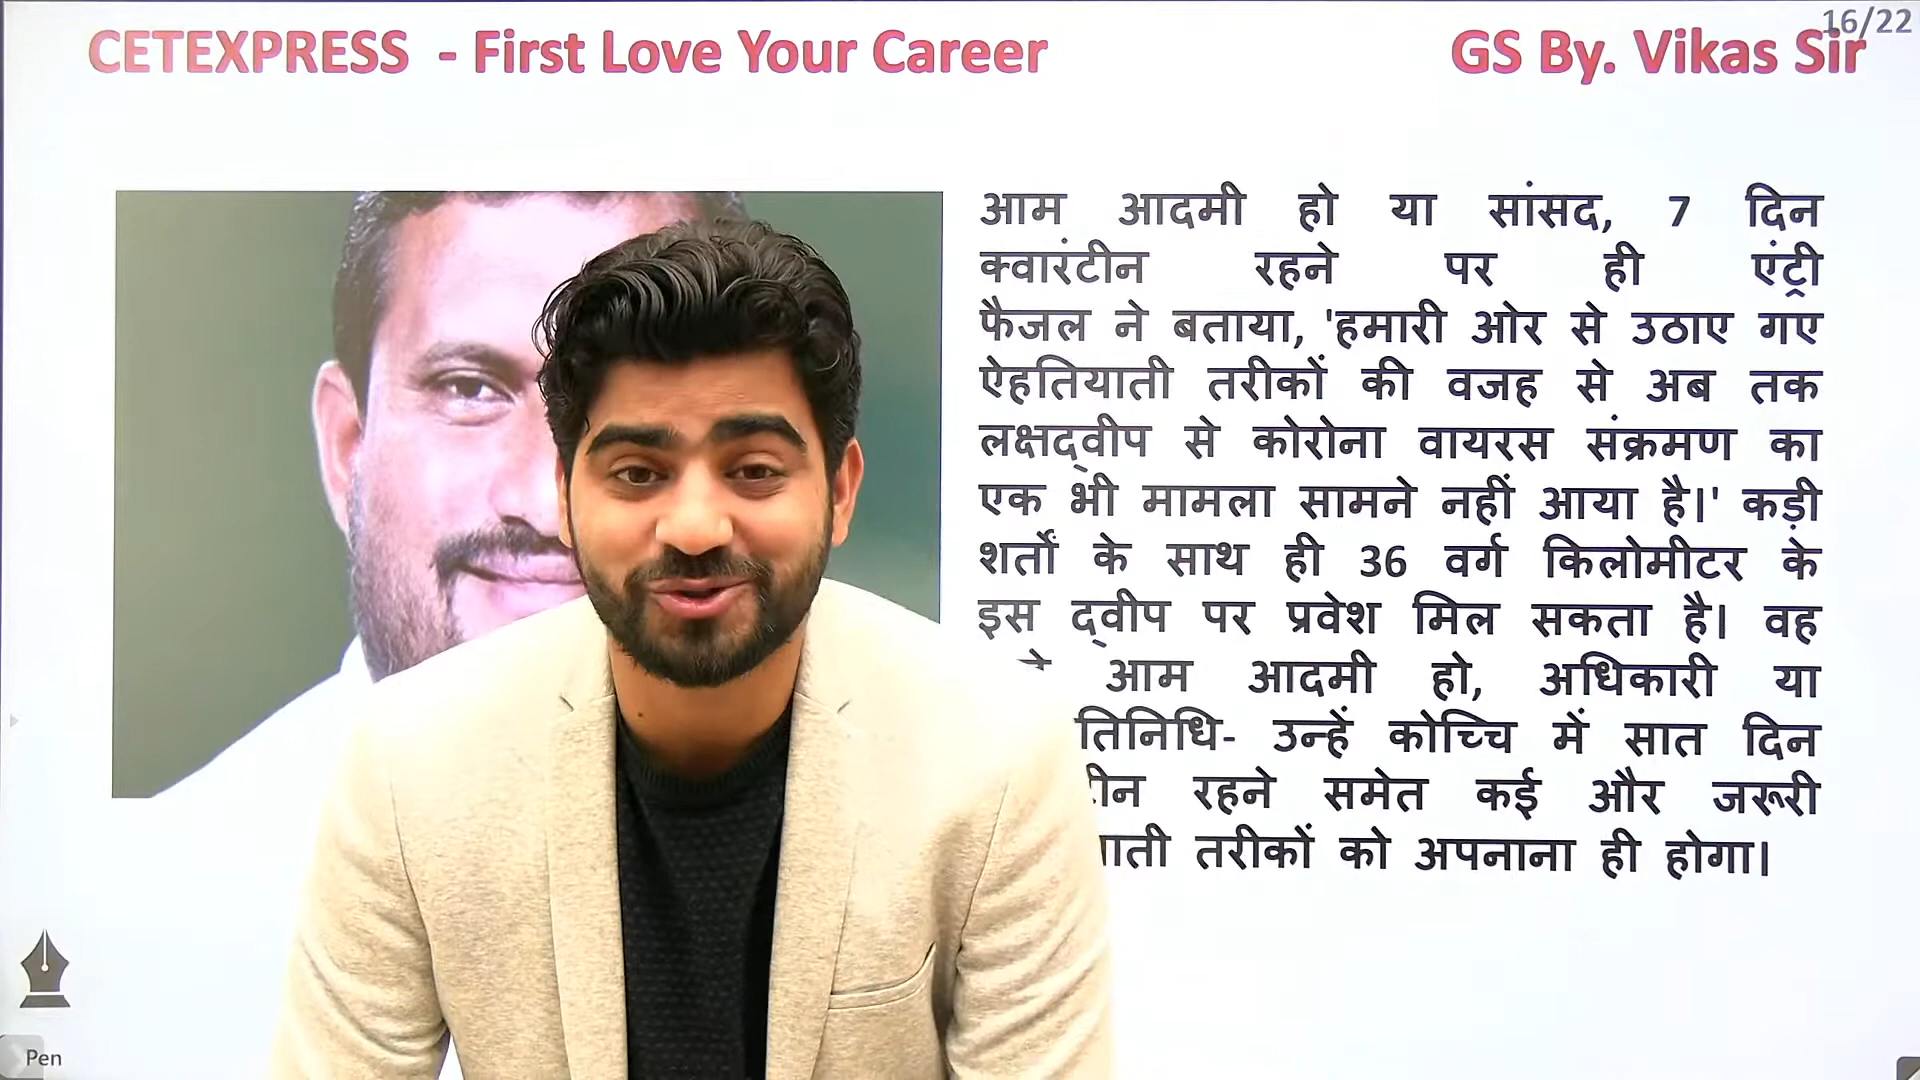 16/22
CETEXPRESS - First Love Your Career
GS By. Vikas Sir
आम आदमी हो या सांसद, 7 दिन
क्वारंटीन रहने पर ही एंट्री
फैजल ने बताया, 'हमारी ओर से उठाए गए
ऐहतियाती तरीकों की वजह से अब तक
लक्षद्वीप से कोरोना वायरस संक्रमण का
एक भी मामला सामने नहीं आया है।' कड़ी
शर्तों के साथ ही 36 वर्ग किलोमीटर के
इस द्वीप पर प्रवेश मिल सकता है। वह
आम आदमी हो, अधिकारी या
तिनिधि- उन्हें कोच्चि में सात दिन
टीन रहने समेत कई और जरूरी
ाती तरीकों को अपनाना ही होगा।
Pen